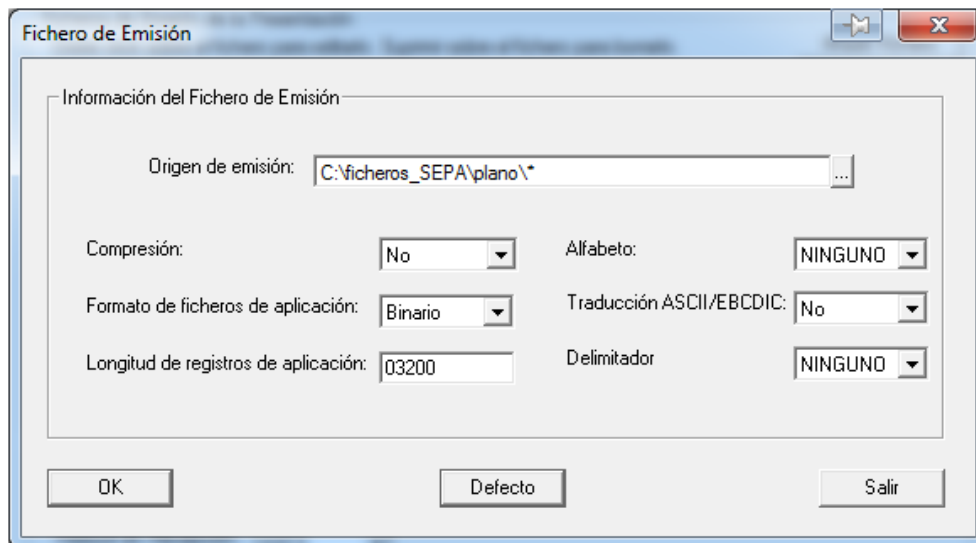 Fichero de Emisión
Información del Fichero de Emisión
Origen de emisión: C:\ficheros_SEPA\plano\* ...
Compresión: No Alfabeto: NINGUNO
Formato de ficheros de aplicación: Binario Traducción ASCII/EBCDIC: No
Longitud de registros de aplicación: 03200 Delimitador NINGUNO
OK Defecto Salir